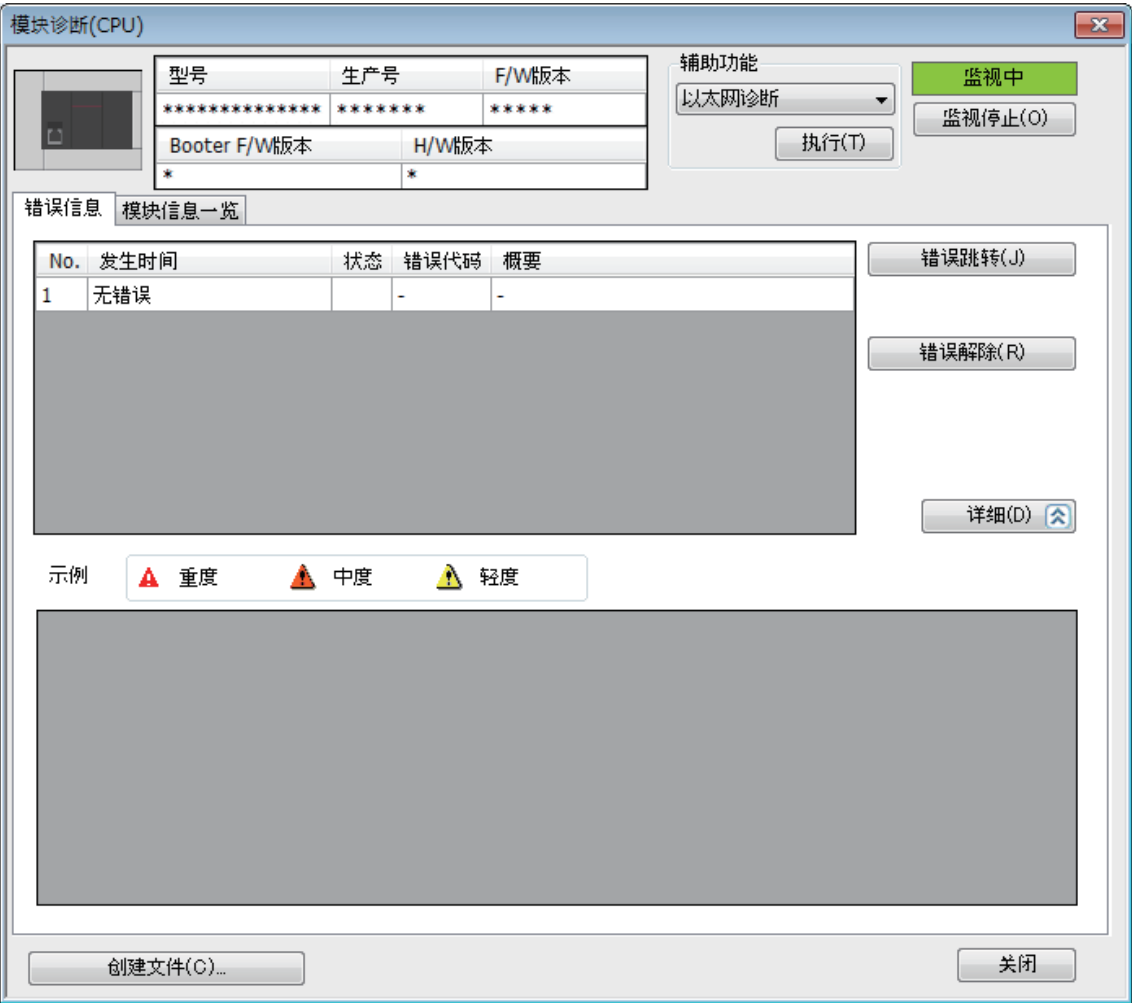 模块诊断(CPU)
型号 生产号 F/W版本
************** ******* *****
Booter F/W版本 H/W版本
* *
辅助功能
以太网诊断
执行(T)
监视中
监视停止(O)
错误信息 模块信息一览
No. 发生时间 状态 错误代码 概要
1 无错误 - -
错误跳转(J)
错误解除(R)
详细(D)
示例 重度 中度 轻度
创建文件(C)...
关闭